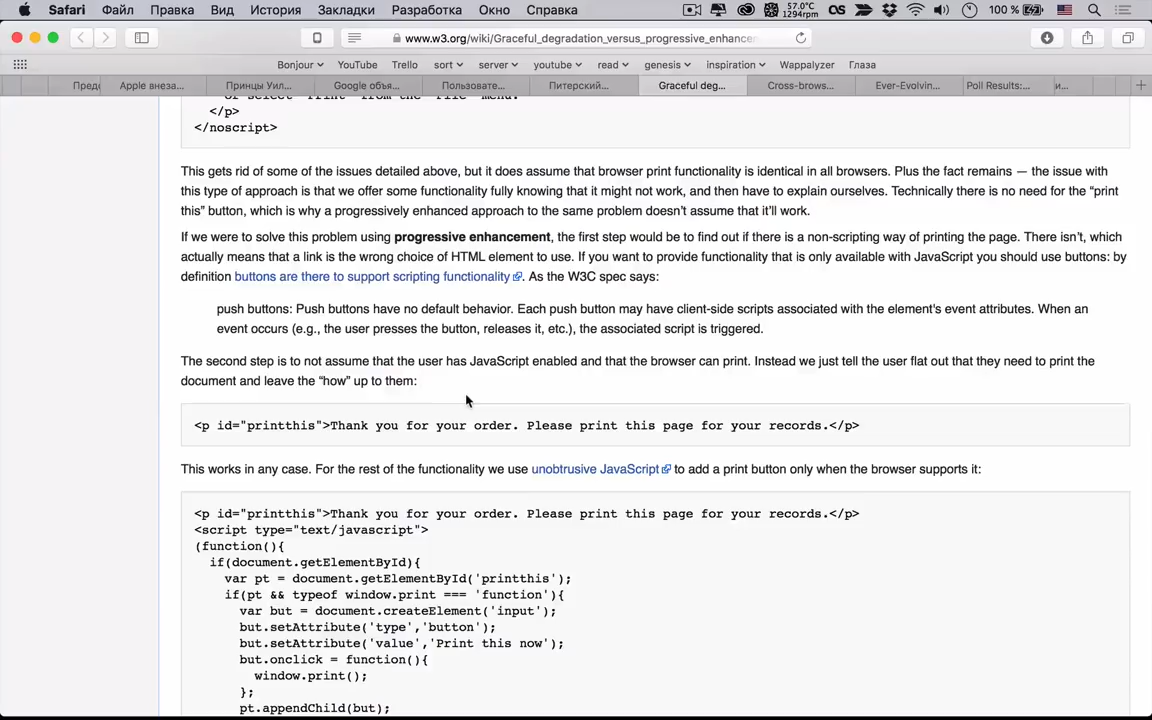 Safari Файл Правка Вид История Закладки Разработка Окно Справка 57.0°C 1294rpm 100 %
www.w3.org/wiki/Graceful_degradation_versus_progressive_enhancem
Bonjour YouTube Trello sort server youtube read genesis inspiration Wappalyzer Глаза
Пред Apple внеза... Принцы Уил... Google объя... Пользовате... Питерский... Graceful deg... Cross-brows... Ever-Evolvin... Poll Results:... и...
or select "Print" from the "File" menu.
</p>
</noscript>
This gets rid of some of the issues detailed above, but it does assume that browser print functionality is identical in all browsers. Plus the fact remains — the issue with
this type of approach is that we offer some functionality fully knowing that it might not work, and then have to explain ourselves. Technically there is no need for the “print
this” button, which is why a progressively enhanced approach to the same problem doesn’t assume that it’ll work.
If we were to solve this problem using progressive enhancement, the first step would be to find out if there is a non-scripting way of printing the page. There isn’t, which
actually means that a link is the wrong choice of HTML element to use. If you want to provide functionality that is only available with JavaScript you should use buttons: by
definition buttons are there to support scripting functionality. As the W3C spec says:
push buttons: Push buttons have no default behavior. Each push button may have client-side scripts associated with the element's event attributes. When an
event occurs (e.g., the user presses the button, releases it, etc.), the associated script is triggered.
The second step is to not assume that the user has JavaScript enabled and that the browser can print. Instead we just tell the user flat out that they need to print the
document and leave the “how” up to them:
<p id="printthis">Thank you for your order. Please print this page for your records.</p>
This works in any case. For the rest of the functionality we use unobtrusive JavaScript to add a print button only when the browser supports it:
<p id="printthis">Thank you for your order. Please print this page for your records.</p>
<script type="text/javascript">
(function(){
if(document.getElementById){
var pt = document.getElementById('printthis');
if(pt && typeof window.print === 'function'){
var but = document.createElement('input');
but.setAttribute('type','button');
but.setAttribute('value','Print this now');
but.onclick = function(){
window.print();
};
pt.appendChild(but);